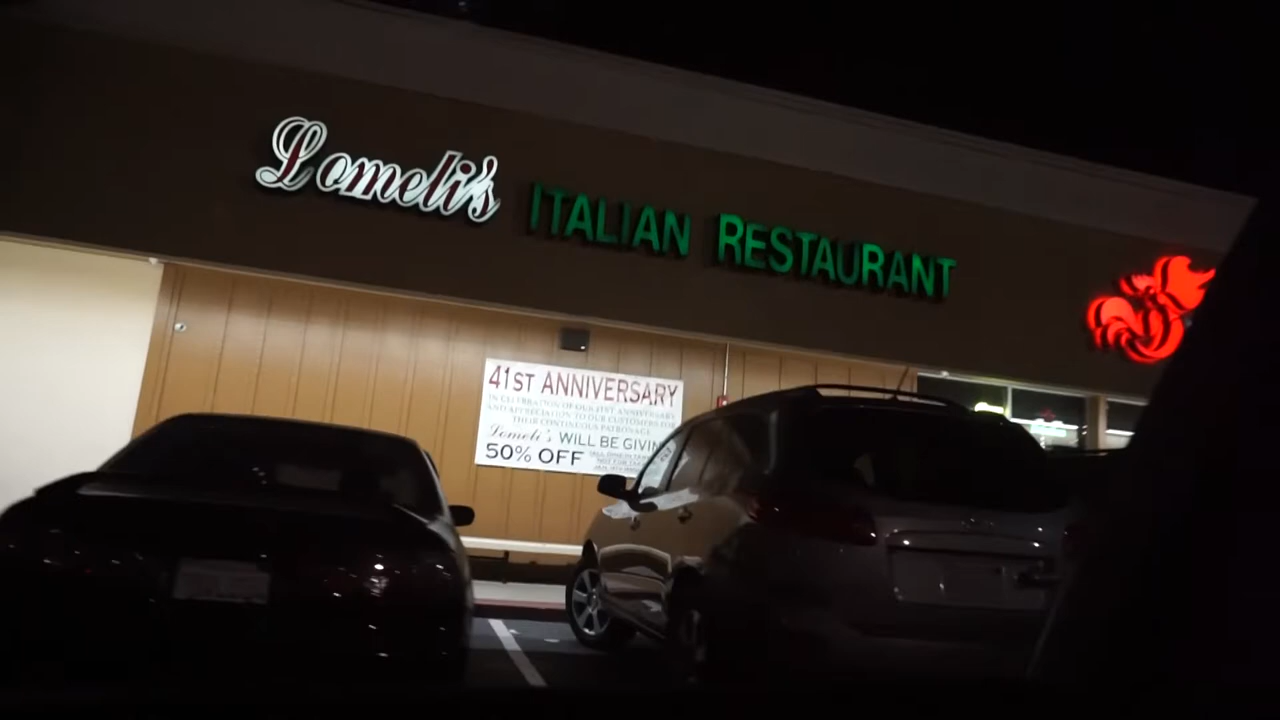 Lomeli's ITALIAN RESTAURANT
41ST ANNIVERSARY
IN CELEBRATION OF OUR 41ST ANNIVERSARY
AND APPRECIATION TO OUR CUSTOMERS FOR
THEIR CONTINUOUS PATRONAGE
Lomeli's WILL BE GIVIN
50% OFF